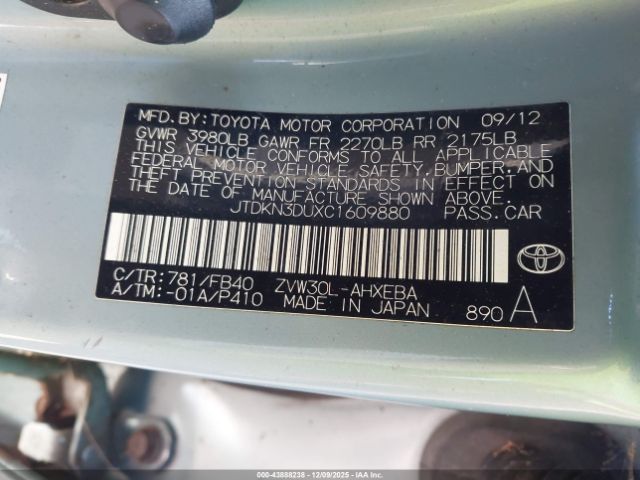 MFD.BY:TOYOTA MOTOR CORPORATION 09/12
GVWR 3980LB GAWR FR 2270LB RR 2175LB
THIS VEHICLE CONFORMS TO ALL APPLICABLE
FEDERAL MOTOR VEHICLE SAFETY,BUMPER,AND
THEFT PREVENTION STANDARDS IN EFFECT ON
THE DATE OF MANUFACTURE SHOWN ABOVE.
JTDKN3DUXC1609880 PASS.CAR
C/TR:781/FB40 ZVW30L-AHXEBA
A/TM:-01A/P410 MADE IN JAPAN 890 A
TOYOTA
000-43888238 - 12/09/2025 - IAA Inc. Copyright